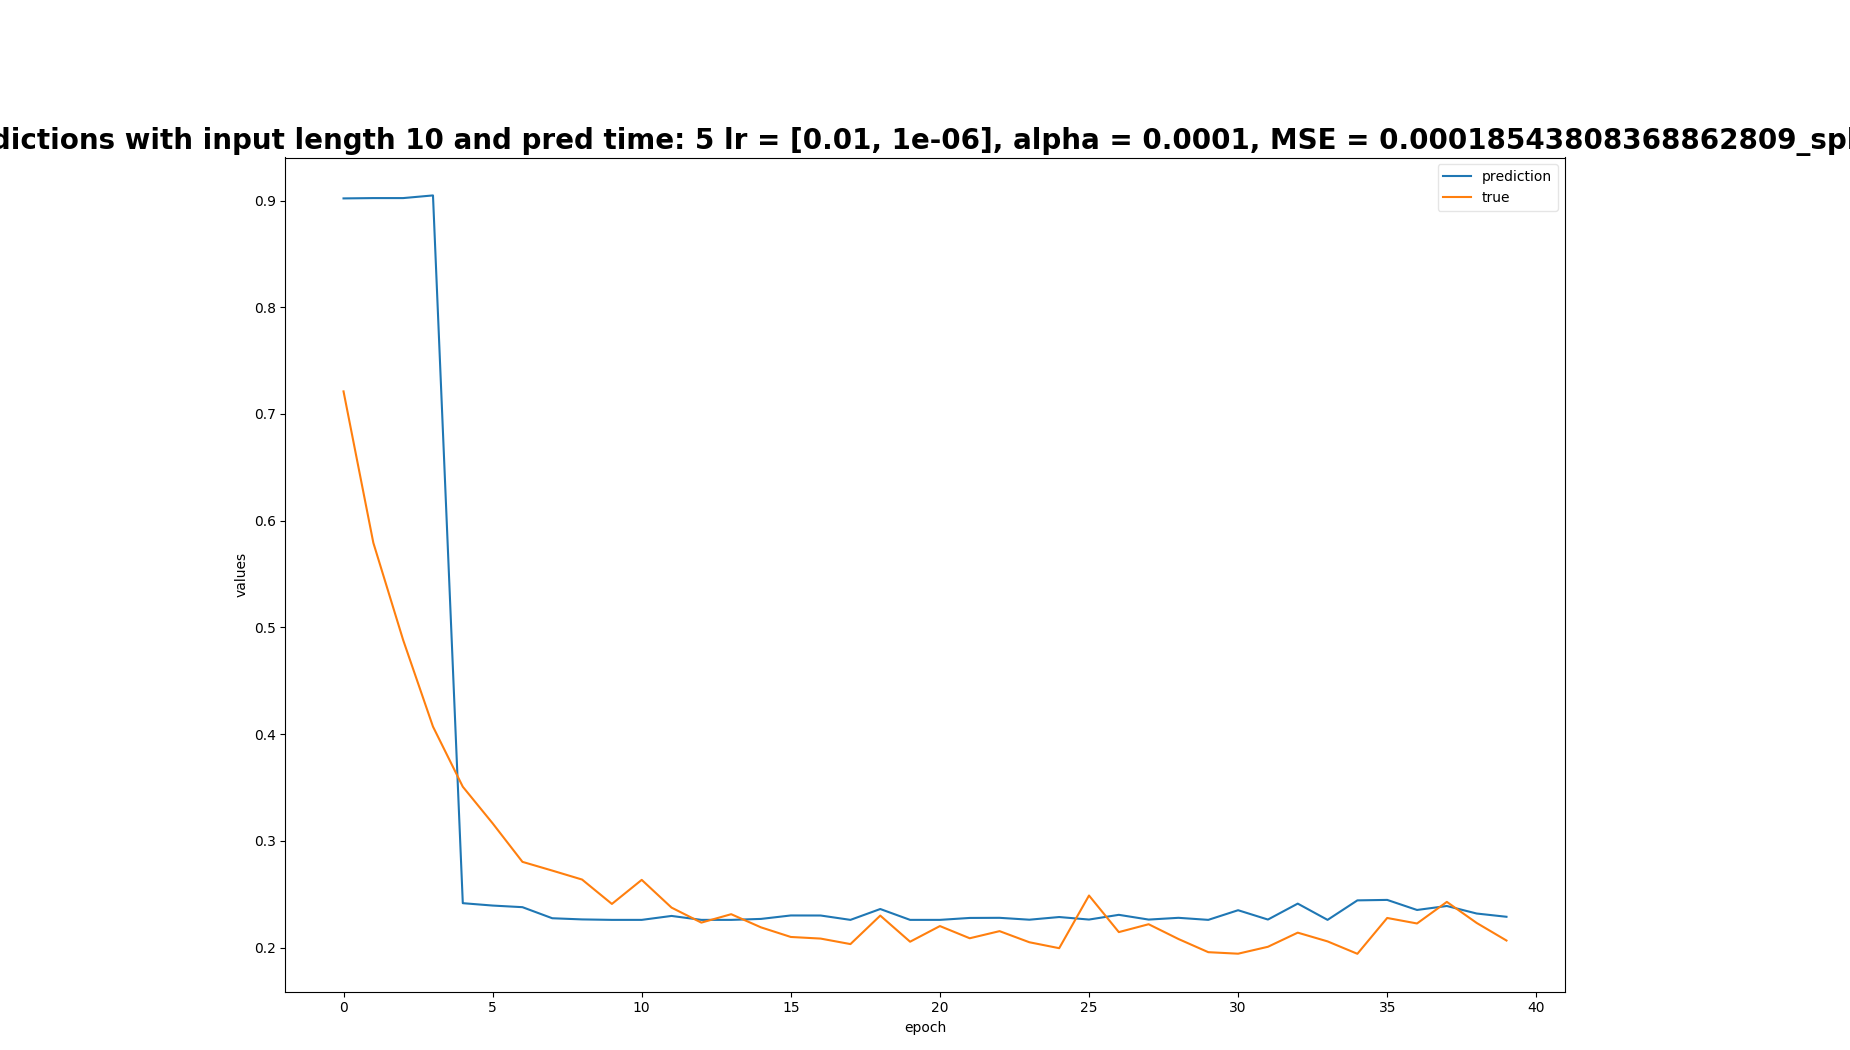 dictions with input length 10 and pred time: 5 lr = [0.01, 1e-06], alpha = 0.0001, MSE = 0.00018543808368862809_spl
prediction
true
0.9
0.8
0.7
0.6
0.5
0.4
0.3
0.2
values
0 5 10 15 20 25 30 35 40
epoch